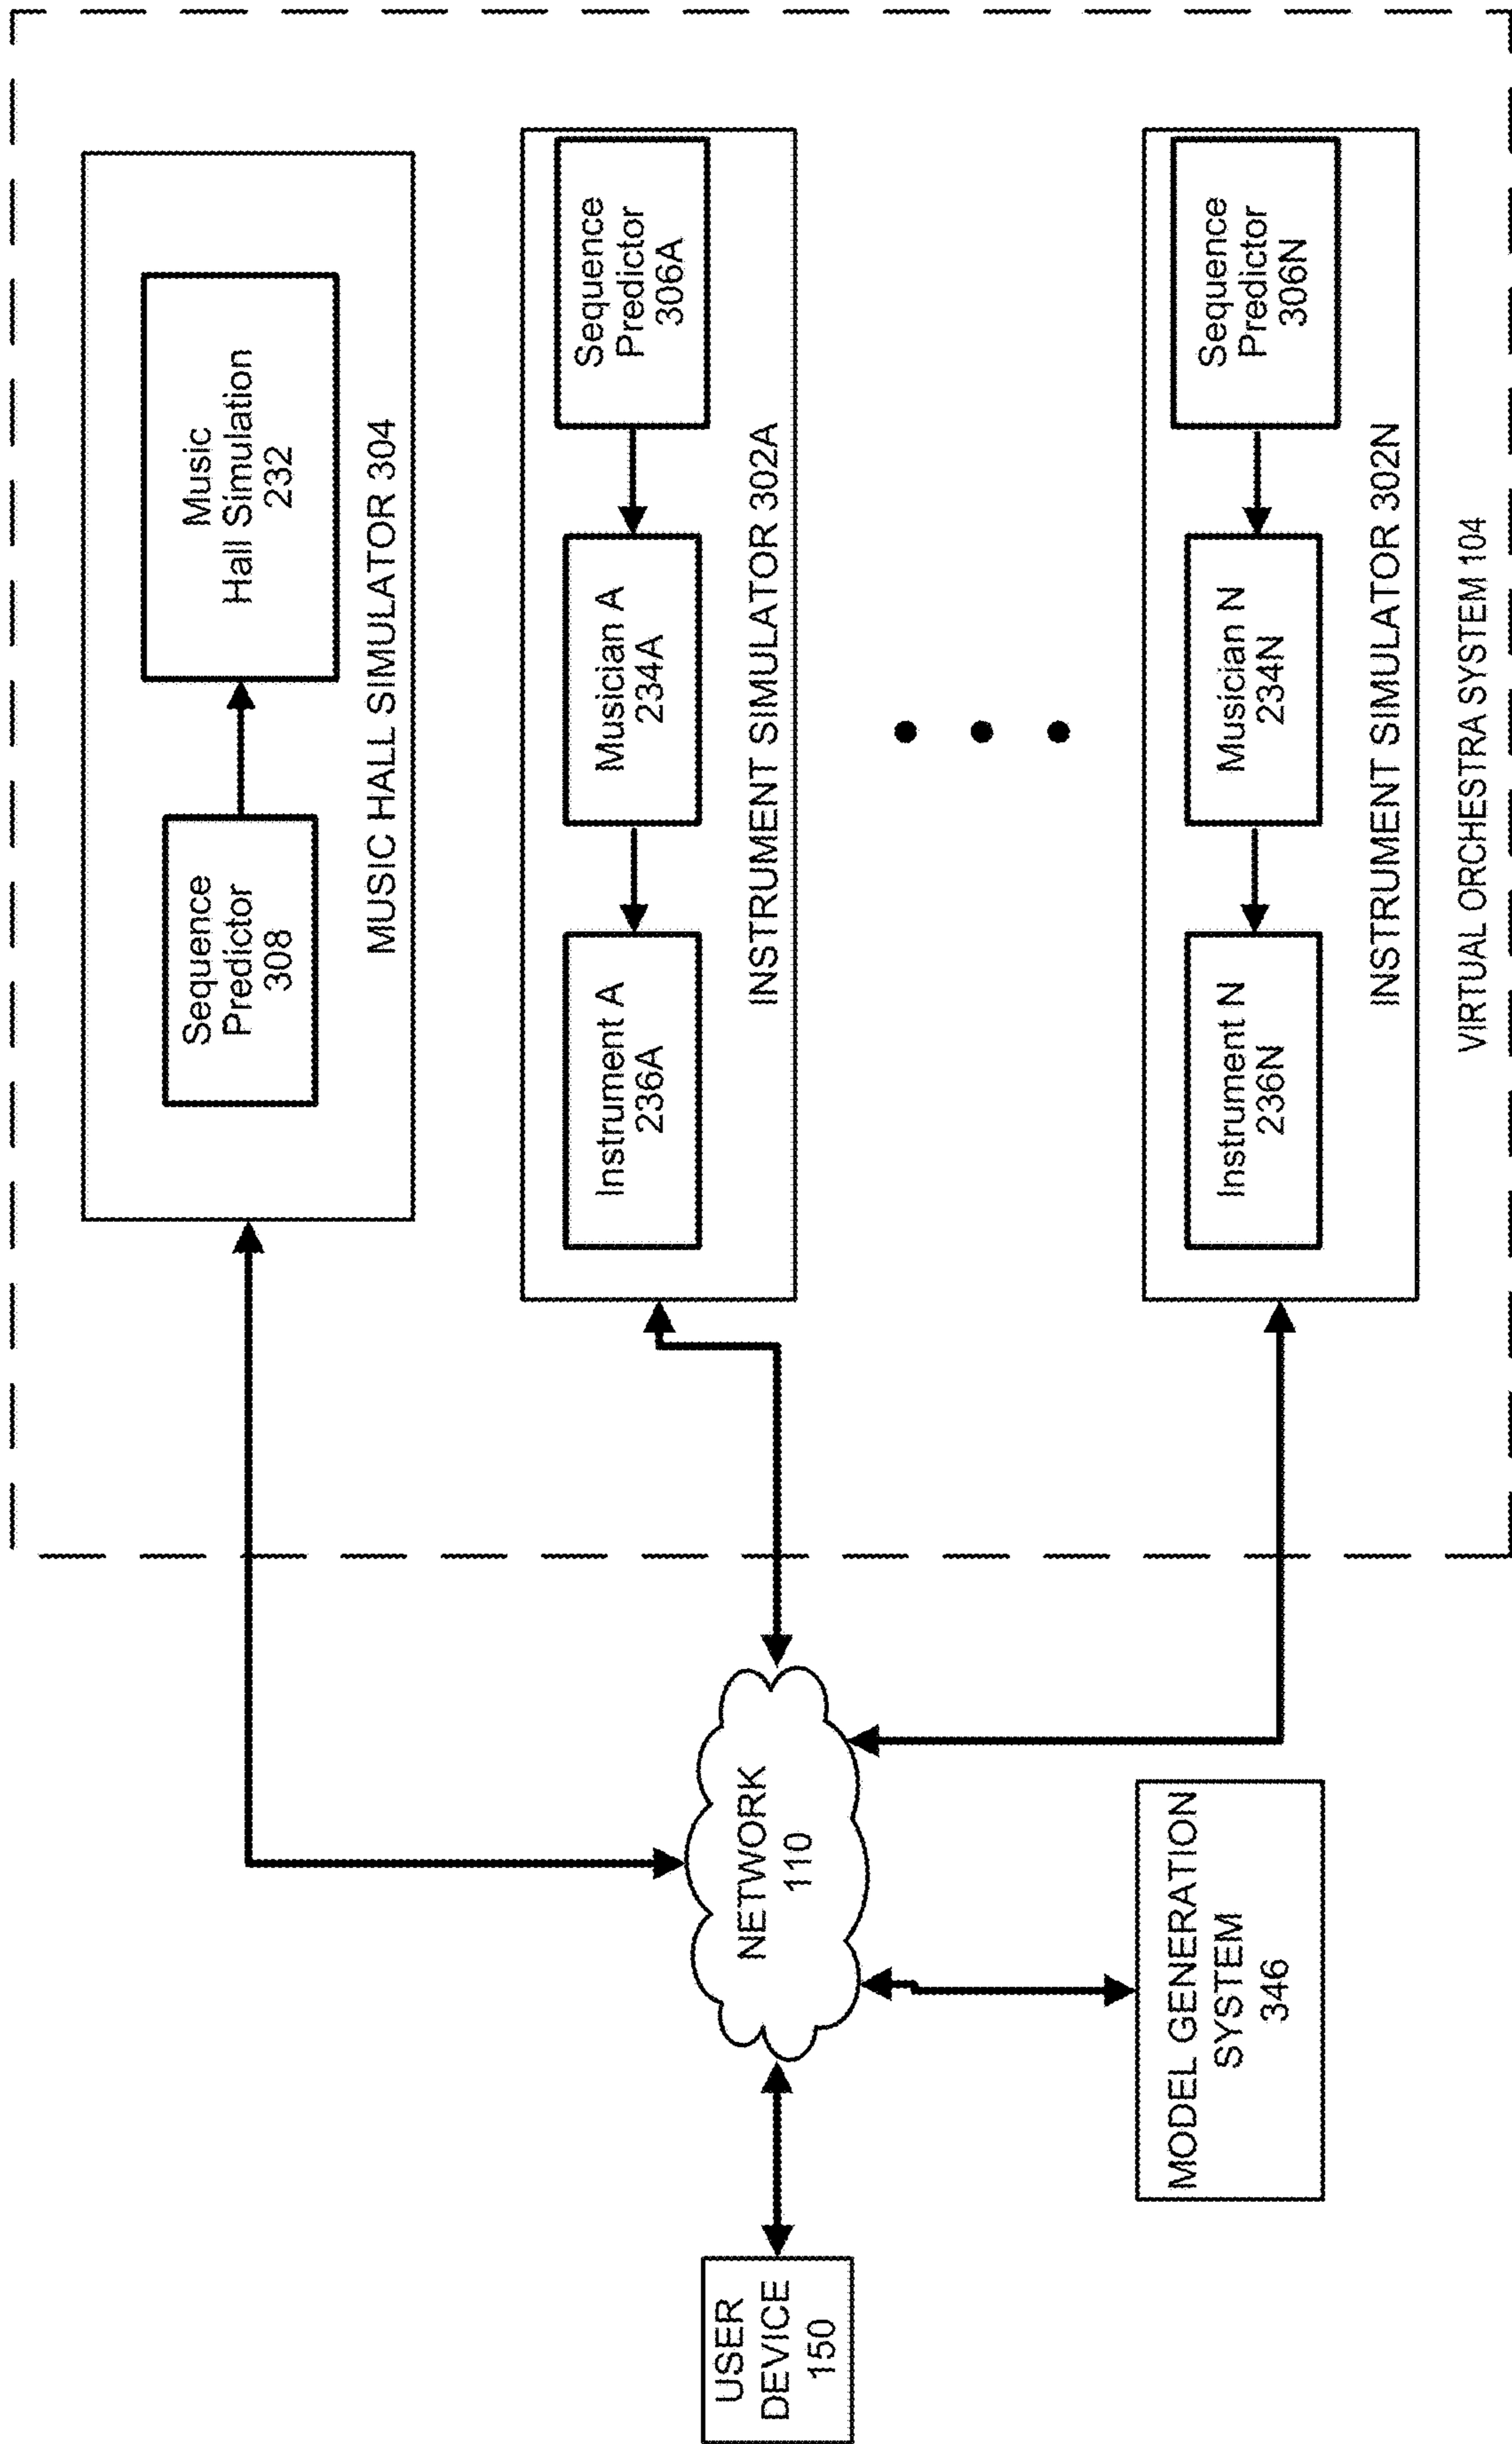 Sequence
Predictor
308
Music
Hall Simulation
232
MUSIC HALL SIMULATOR 304
Instrument A
236A
Musician A
234A
Sequence
Predictor
306A
INSTRUMENT SIMULATOR 302A
USER
DEVICE
150
NETWORK
110
MODEL GENERATION
SYSTEM
346
Instrument N
236N
Musician N
234N
Sequence
Predictor
306N
INSTRUMENT SIMULATOR 302N
VIRTUAL ORCHESTRA SYSTEM 104